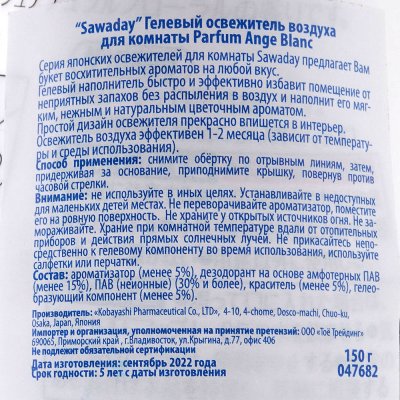 “Sawaday” Гелевый освежитель воздуха
для комнаты Parfum Ange Blanc
Серия японских освежителей для комнаты Sawaday предлагает Вам
букет восхитительных ароматов на любой вкус.
Гелевый наполнитель быстро и эффективно избавит помещение от
неприятных запахов без распыления в воздух и наполнит его мяг-
ким, нежным и натуральным цветочным ароматом.
Простой дизайн освежителя прекрасно впишется в интерьер.
Освежитель воздуха эффективен 1-2 месяца (зависит от температу-
ры и среды использования).
Способ применения: снимите обёртку по отрывным линиям, затем,
придерживая за основание, приподнимите крышку, повернув против
часовой стрелки.
Внимание: не используйте в иных целях. Устанавливайте в недоступных
для маленьких детей местах. Не переворачивайте ароматизатор, поместите
его на ровную поверхность. Не храните у открытых источников огня. Не за-
мораживайте. Храните при комнатной температуре вдали от отопительных
приборов и действия прямых солнечных лучей. Не прикасайтесь непо-
средственно к гелевому компоненту во время использования, используйте
салфетки или перчатки.
Состав: ароматизатор (менее 5%), дезодорант на основе амфотерных ПАВ
(менее 15%), ПАВ (неионные) (30% и более), краситель (менее 5%), гелео-
бразующий компонент (менее 5%).
Производитель: «Kobayashi Pharmaceutical Co., LTD», 4-10, 4-chome, Dosco-machi, Chuo-ku,
Osaka, Japan, Япония
Импортер и организация, уполномоченная на принятие претензий: ООО «Тоё Трейдинг»
690065, Приморский край , г.Владивосток, ул.Крыгина, д.77, офис 406
Не подлежит обязательной сертификации
Дата изготовления: сентябрь 2022 года
Срок годности: 5 лет с даты изготовления
150 г
047682